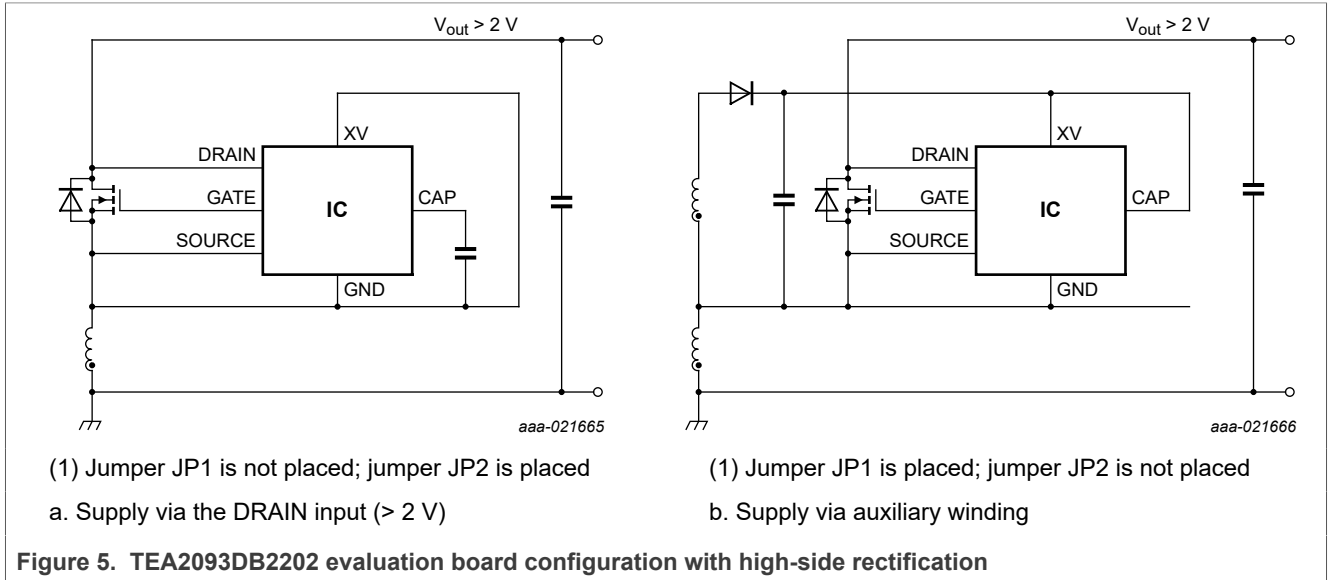 V_out > 2 V
XV
DRAIN
GATE
IC
CAP
SOURCE
GND
aaa-021665
(1) Jumper JP1 is not placed; jumper JP2 is placed
a. Supply via the DRAIN input (> 2 V)
V_out > 2 V
XV
DRAIN
GATE
IC
CAP
SOURCE
GND
aaa-021666
(1) Jumper JP1 is placed; jumper JP2 is not placed
b. Supply via auxiliary winding
Figure 5. TEA2093DB2202 evaluation board configuration with high-side rectification